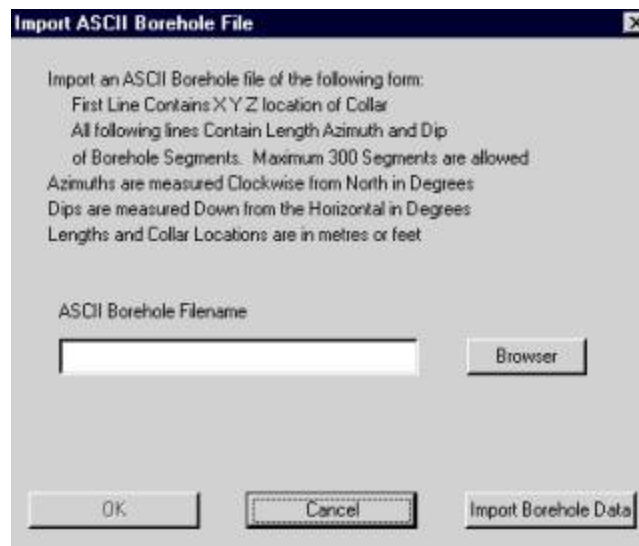 Import ASCII Borehole File
Import an ASCII Borehole file of the following form:
First Line Contains X Y Z location of Collar
All following lines Contain Length Azimuth and Dip
of Borehole Segments. Maximum 300 Segments are allowed
Azimuths are measured Clockwise from North in Degrees
Dips are measured Down from the Horizontal in Degrees
Lengths and Collar Locations are in metres or feet
ASCII Borehole Filename
Browser
OK
Cancel
Import Borehole Data